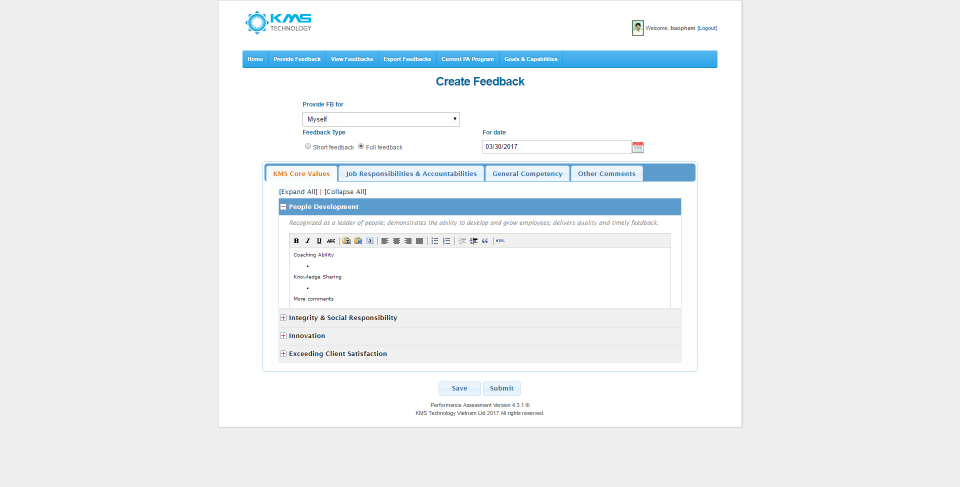 KMS
TECHNOLOGY
Welcome, baopham [Logout]
Home Provide Feedback View Feedbacks Export Feedbacks Current PA Program Goals & Capabilities
Create Feedback
Provide FB for
Myself
Feedback Type For date
Short feedback Full feedback 03/30/2017
KMS Core Values Job Responsibilities & Accountabilities General Competency Other Comments
[Expand All] | [Collapse All]
People Development
Recognized as a leader of people; demonstrates the ability to develop and grow employees; delivers quality and timely feedback.
B I U ABC HTML
Coaching Ability
•
Knowledge Sharing
•
More comments
Integrity & Social Responsibility
Innovation
Exceeding Client Satisfaction
Save Submit
Performance Assessment Version 4.3.1 ®
KMS Technology Vietnam Ltd 2017 All rights reserved.